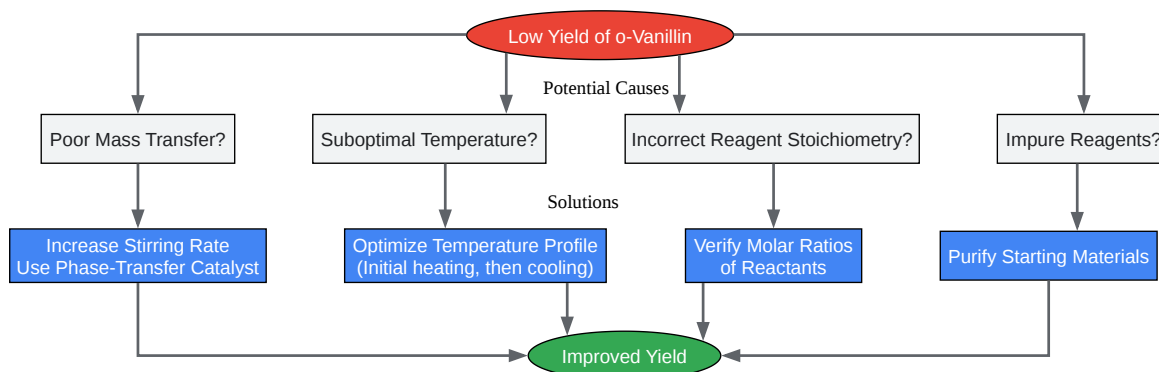 Low Yield of o-Vanillin
Potential Causes
Poor Mass Transfer?
Suboptimal Temperature?
Incorrect Reagent Stoichiometry?
Impure Reagents?
Solutions
Increase Stirring Rate
Use Phase-Transfer Catalyst
Optimize Temperature Profile
(Initial heating, then cooling)
Verify Molar Ratios
of Reactants
Purify Starting Materials
Improved Yield